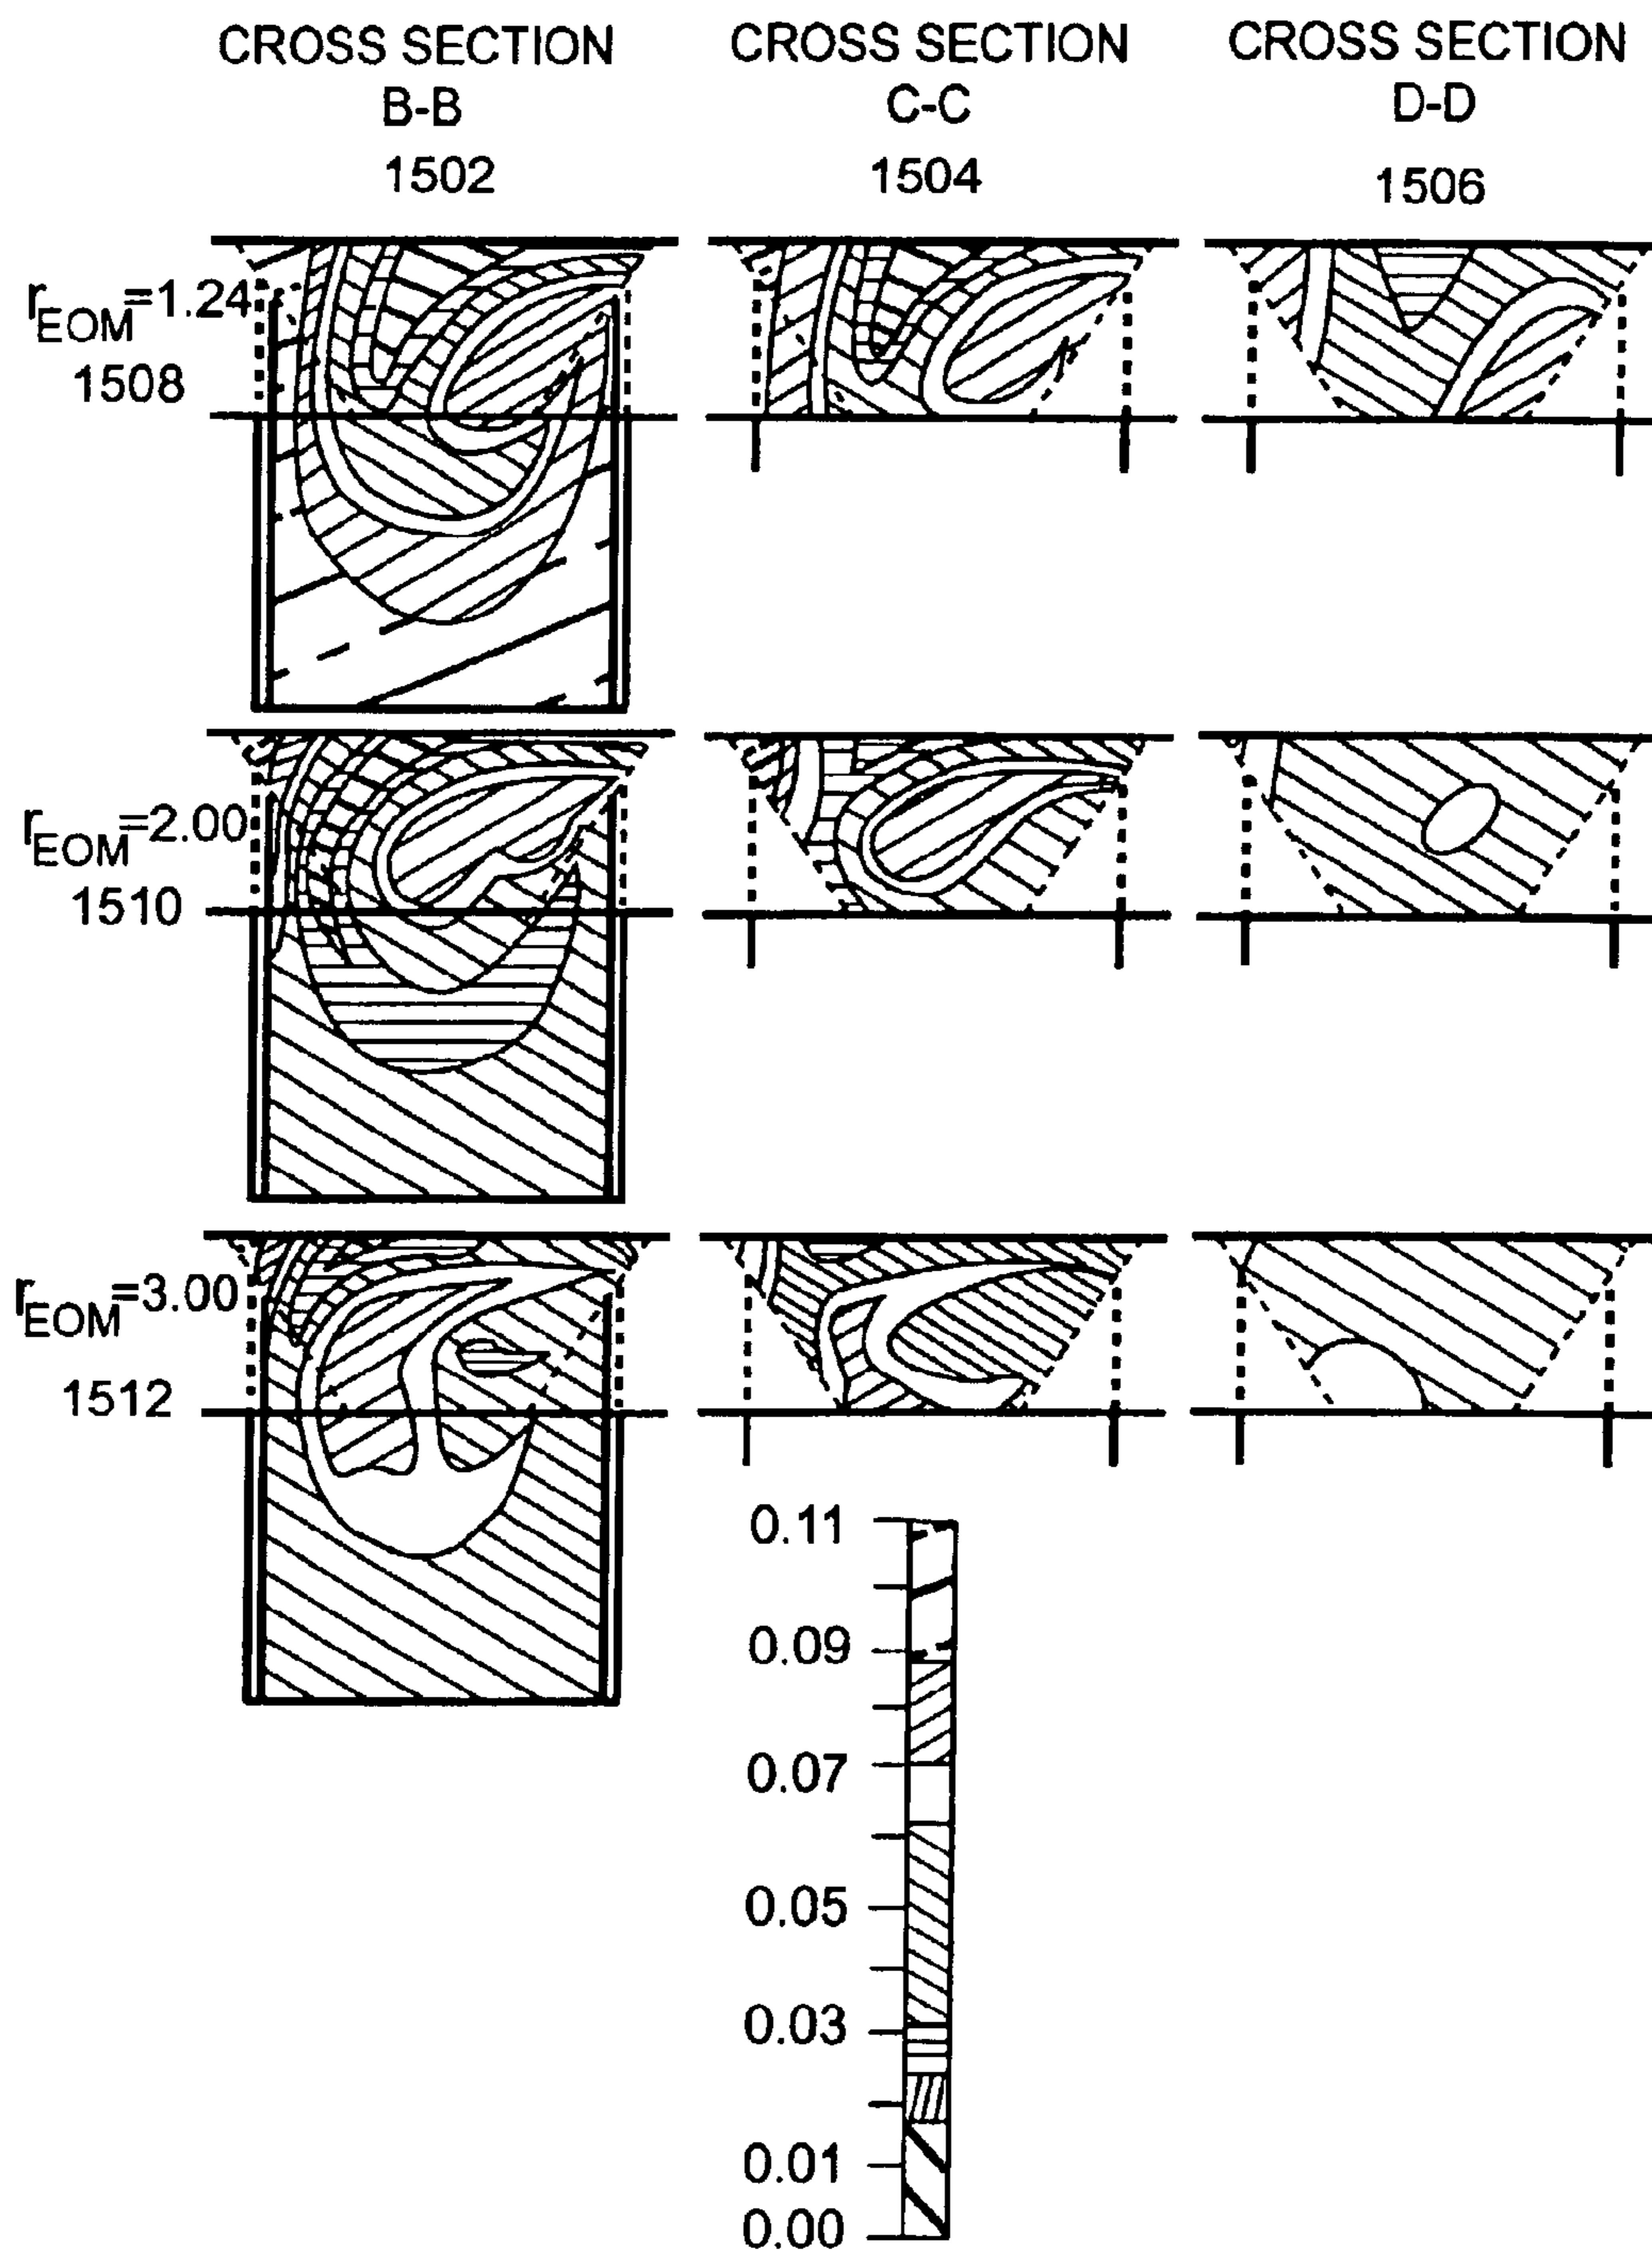 CROSS SECTION
B-B
1502
CROSS SECTION
C-C
1504
CROSS SECTION
D-D
1506
rEOM=1.24
1508
rEOM=2.00
1510
rEOM=3.00
1512
0.11
0.09
0.07
0.05
0.03
0.01
0.00